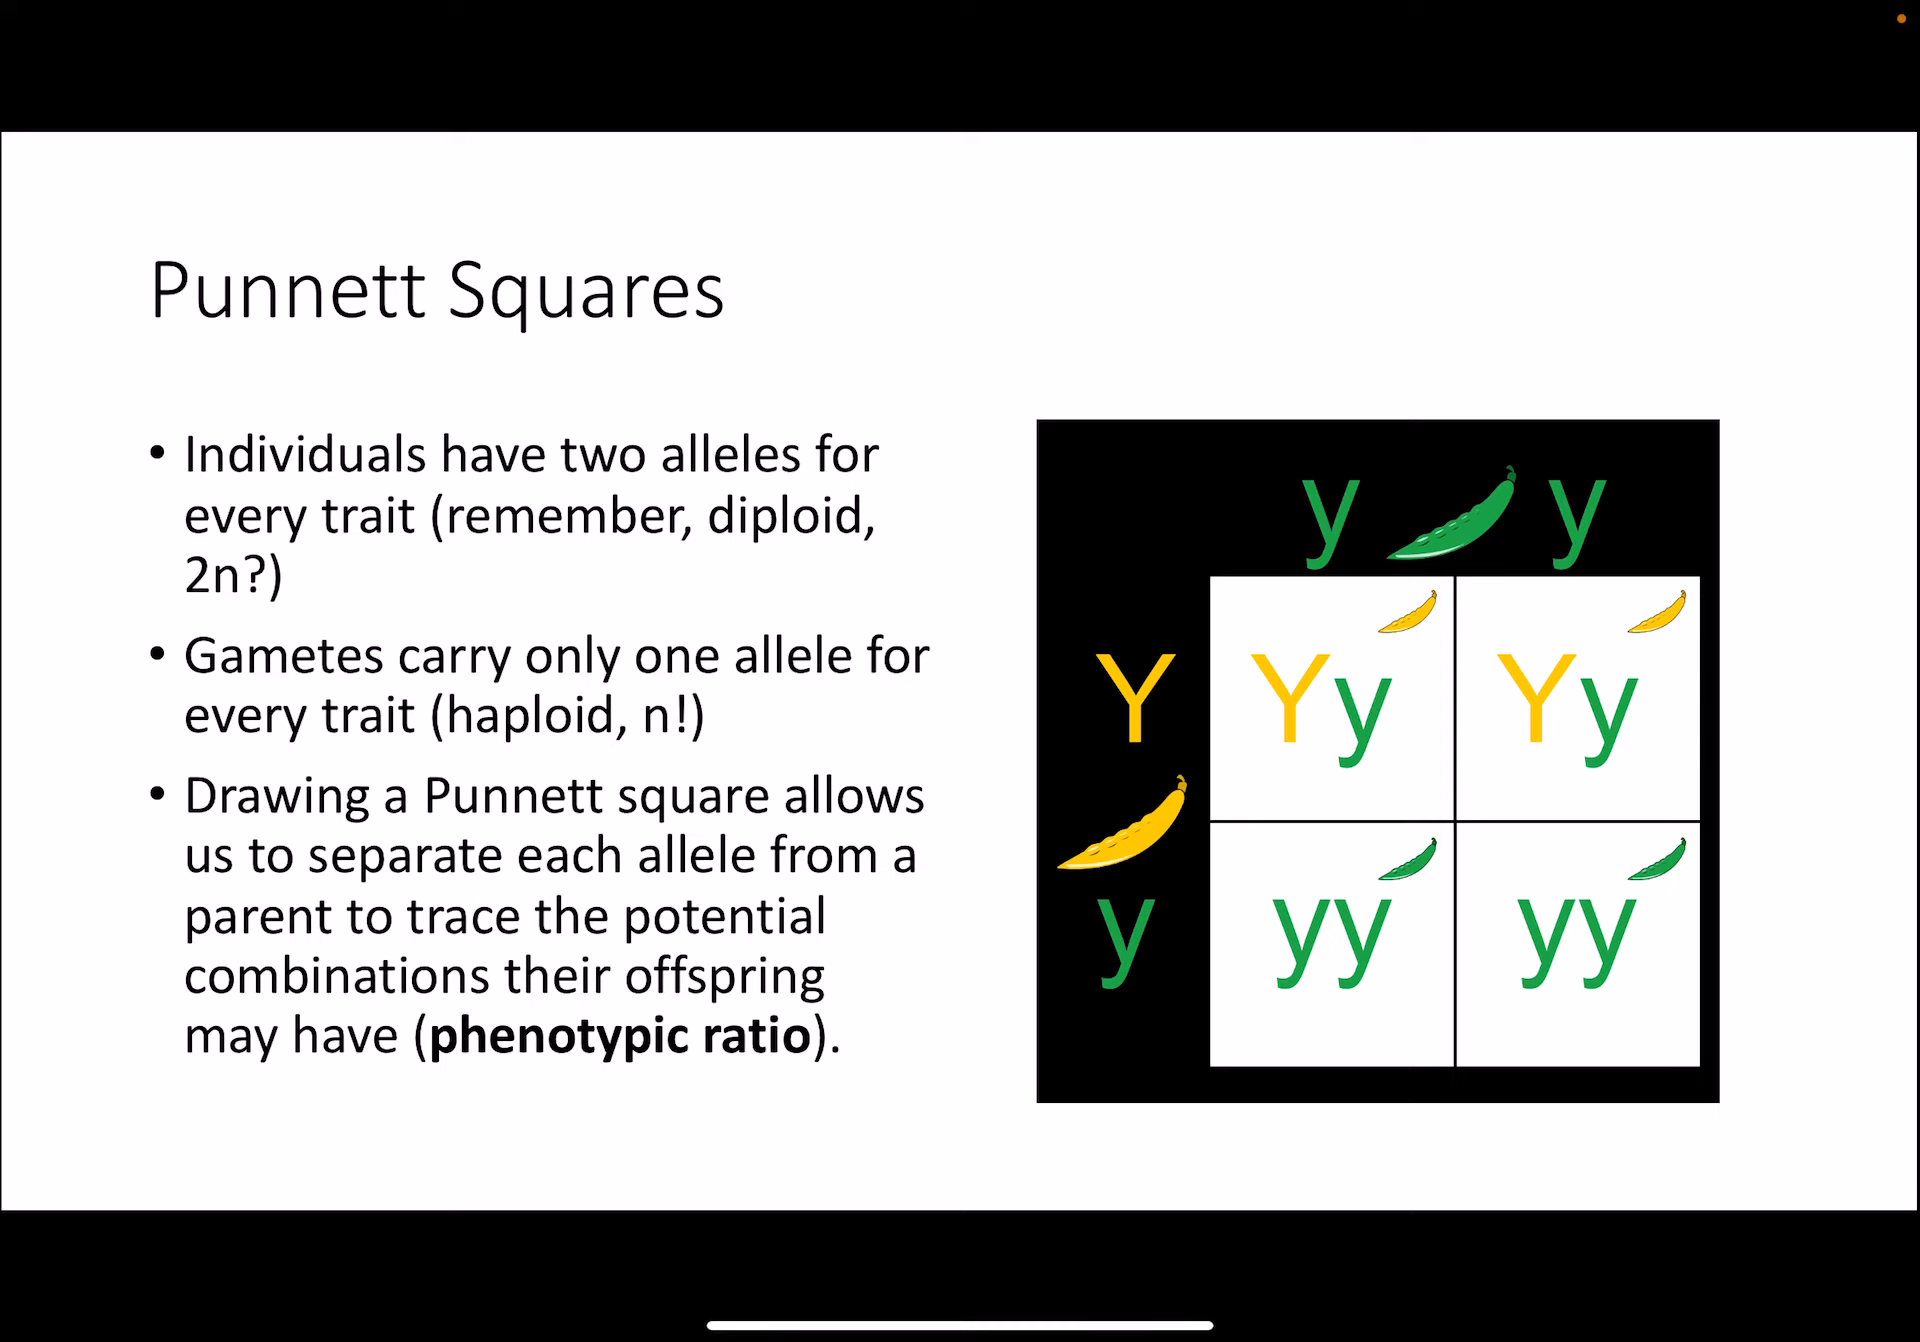 Punnett Squares
• Individuals have two alleles for
every trait (remember, diploid,
2n?)
• Gametes carry only one allele for
every trait (haploid, n!)
• Drawing a Punnett square allows
us to separate each allele from a
parent to trace the potential
combinations their offspring
may have (phenotypic ratio).
y y
Y Yy Yy
y yy yy